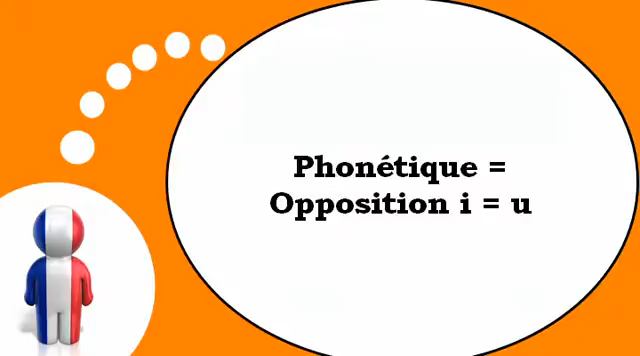 Phonétique =
Opposition i = u